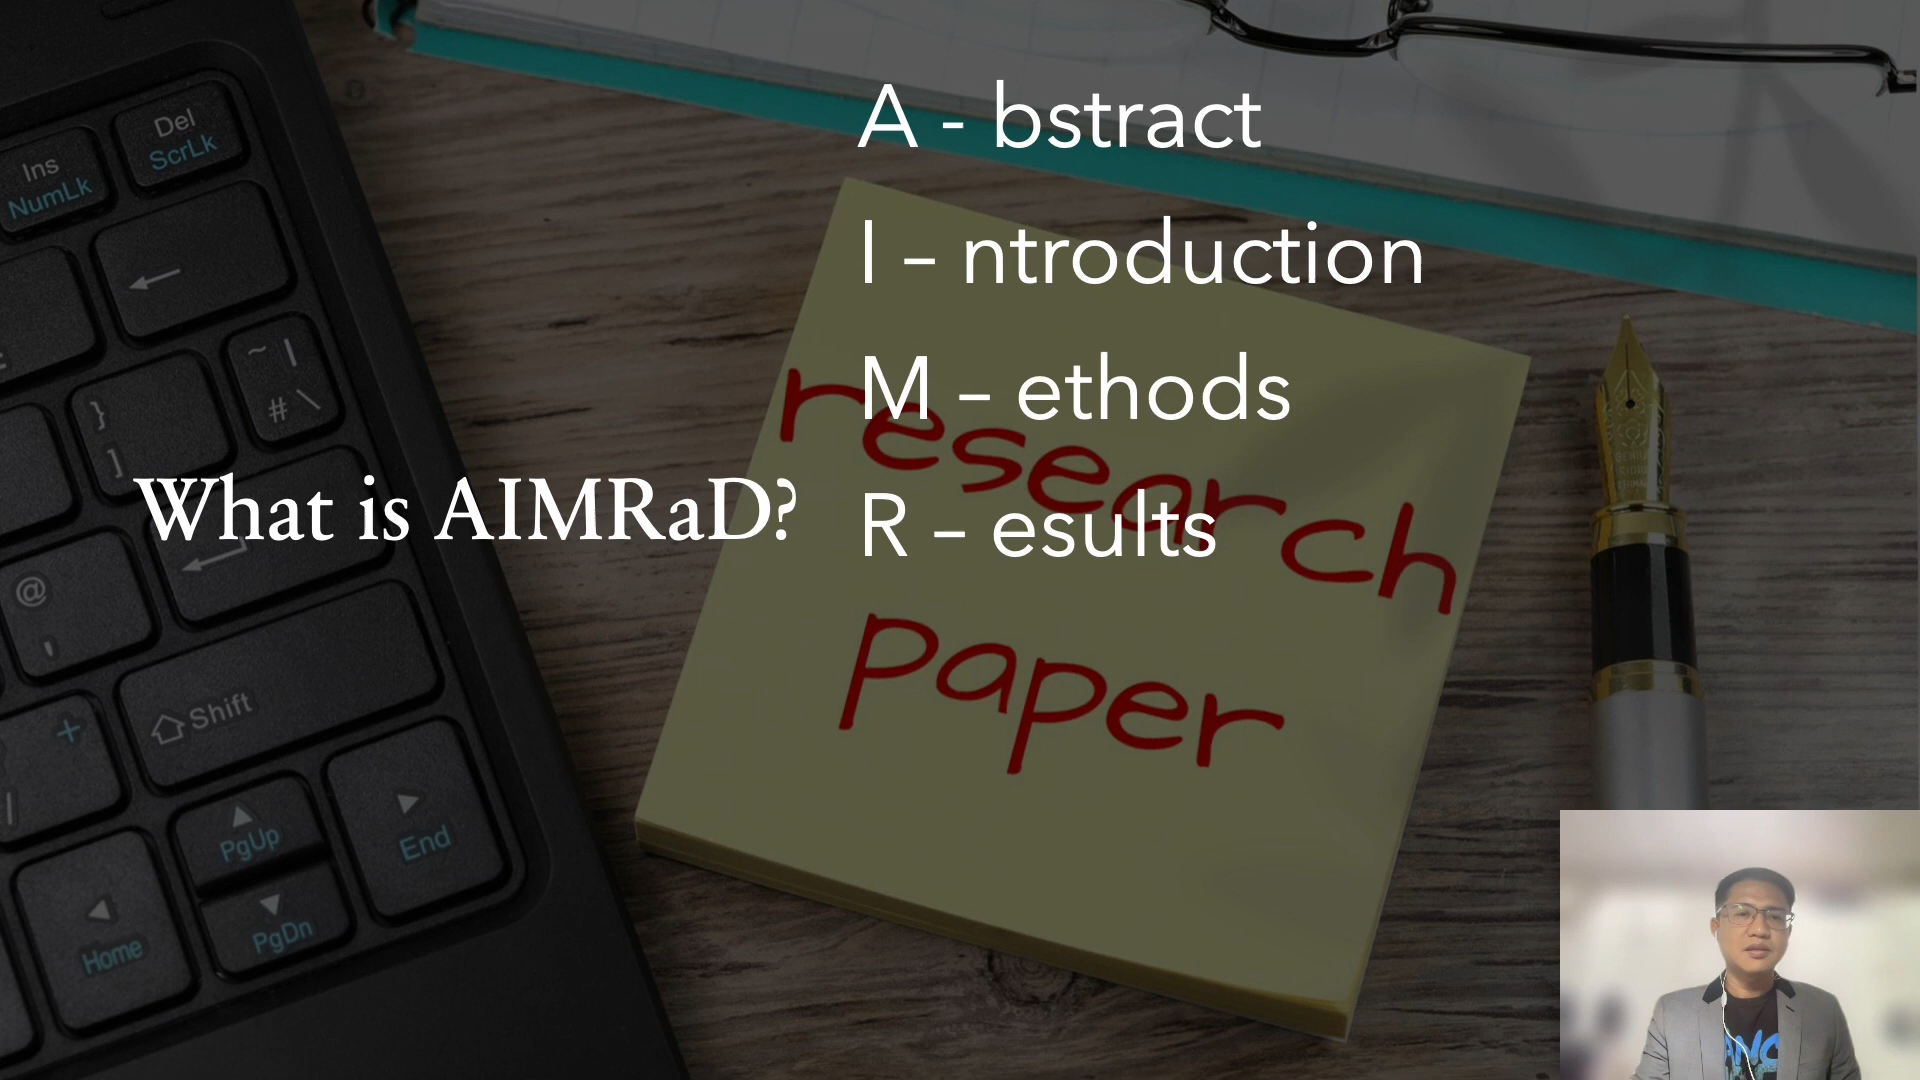 What is AIMRaD?
A - bstract
I – ntroduction
M – ethods
R – esults
research
paper
Ins
NumLk
Del
ScrLk
~ |
# \
}
]
@
+
/
Shift
PgUp
End
Home
PgDn